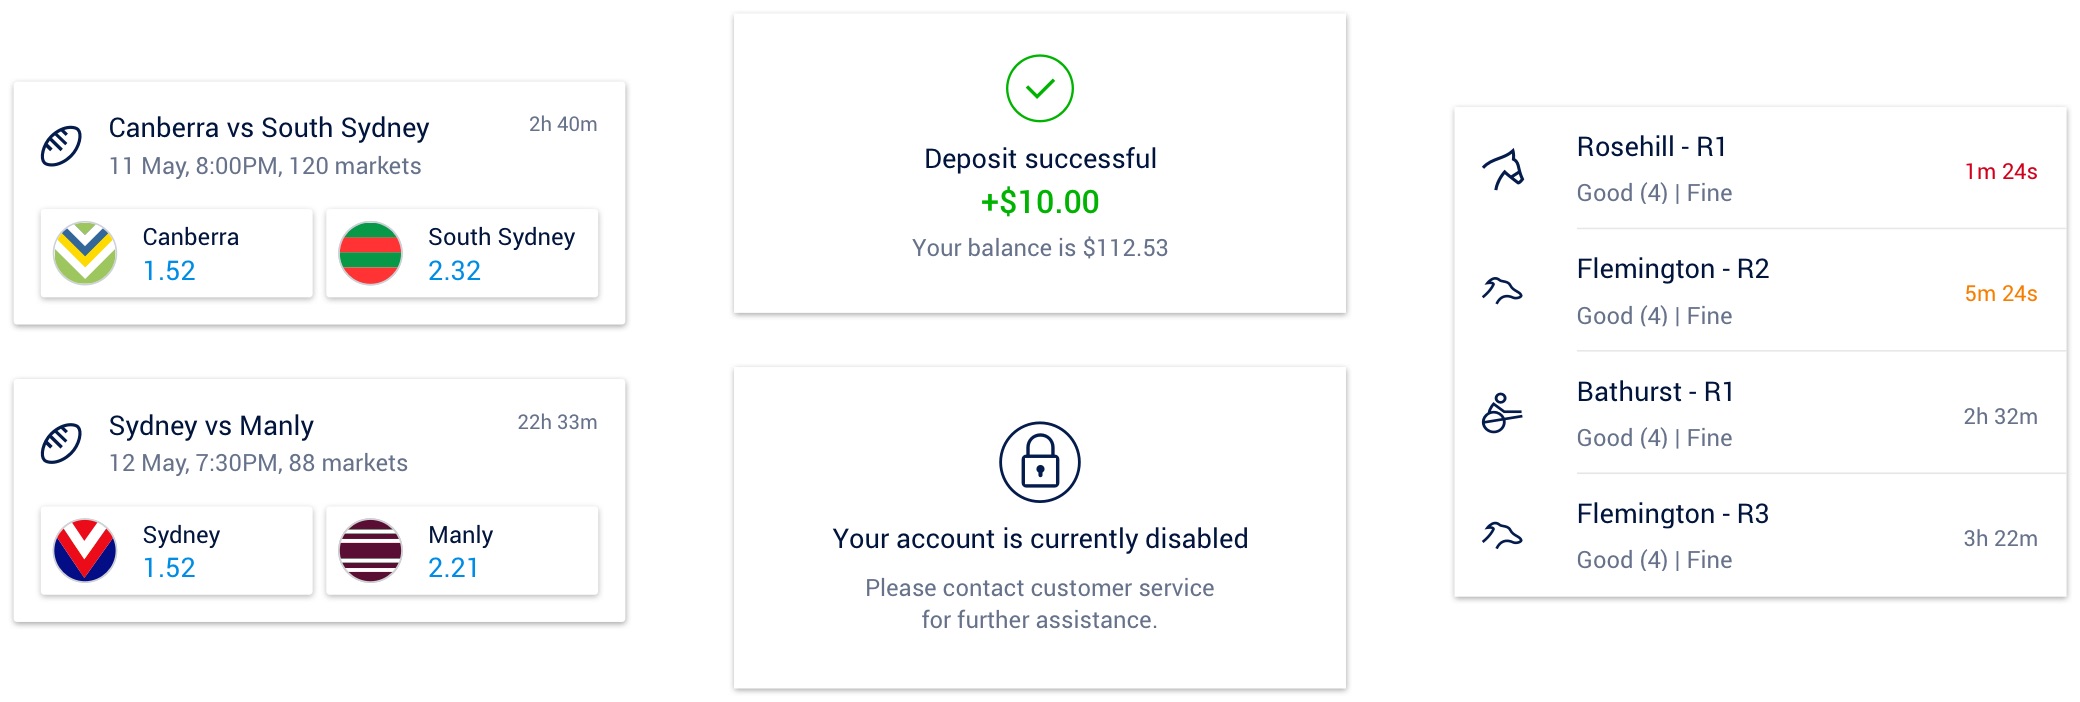 Canberra vs South Sydney
2h 40m
11 May, 8:00PM, 120 markets
Canberra
1.52
South Sydney
2.32
Sydney vs Manly
22h 33m
12 May, 7:30PM, 88 markets
Sydney
1.52
Manly
2.21
Deposit successful
+$10.00
Your balance is $112.53
Your account is currently disabled
Please contact customer service
for further assistance.
Rosehill - R1
1m 24s
Good (4) | Fine
Flemington - R2
5m 24s
Good (4) | Fine
Bathurst - R1
2h 32m
Good (4) | Fine
Flemington - R3
3h 22m
Good (4) | Fine